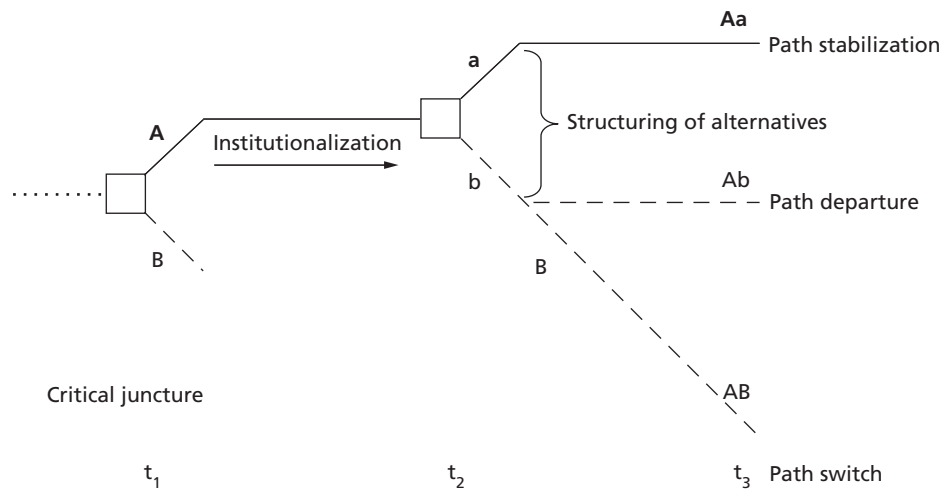 Aa
Path stabilization
a
A
Institutionalization
Structuring of alternatives
b
Ab
Path departure
B
B
Critical juncture
AB
t1
t2
t3 Path switch